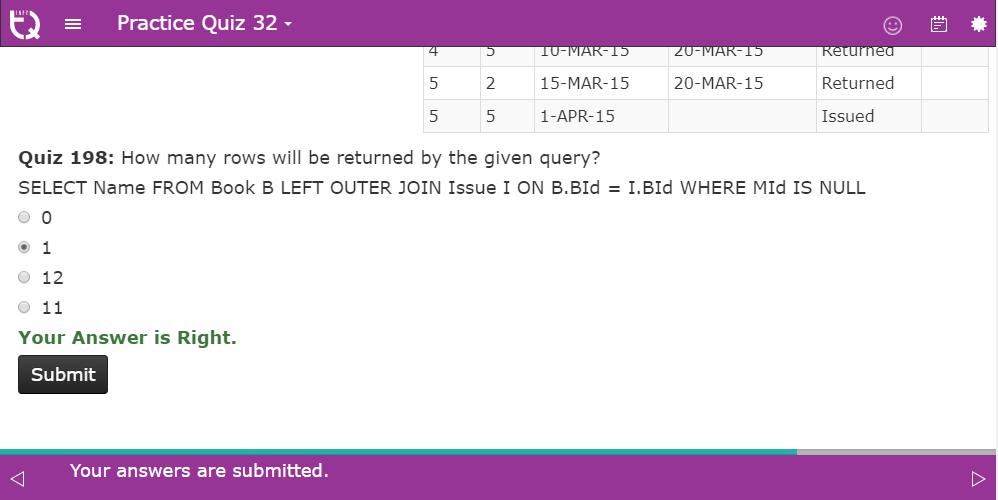 INFY
TQ
Practice Quiz 32
4 5 10-MAR-15 20-MAR-15 Returned
5 2 15-MAR-15 20-MAR-15 Returned
5 5 1-APR-15 Issued
Quiz 198: How many rows will be returned by the given query?
SELECT Name FROM Book B LEFT OUTER JOIN Issue I ON B.BId = I.BId WHERE MId IS NULL
0
1
12
11
Your Answer is Right.
Submit
Your answers are submitted.